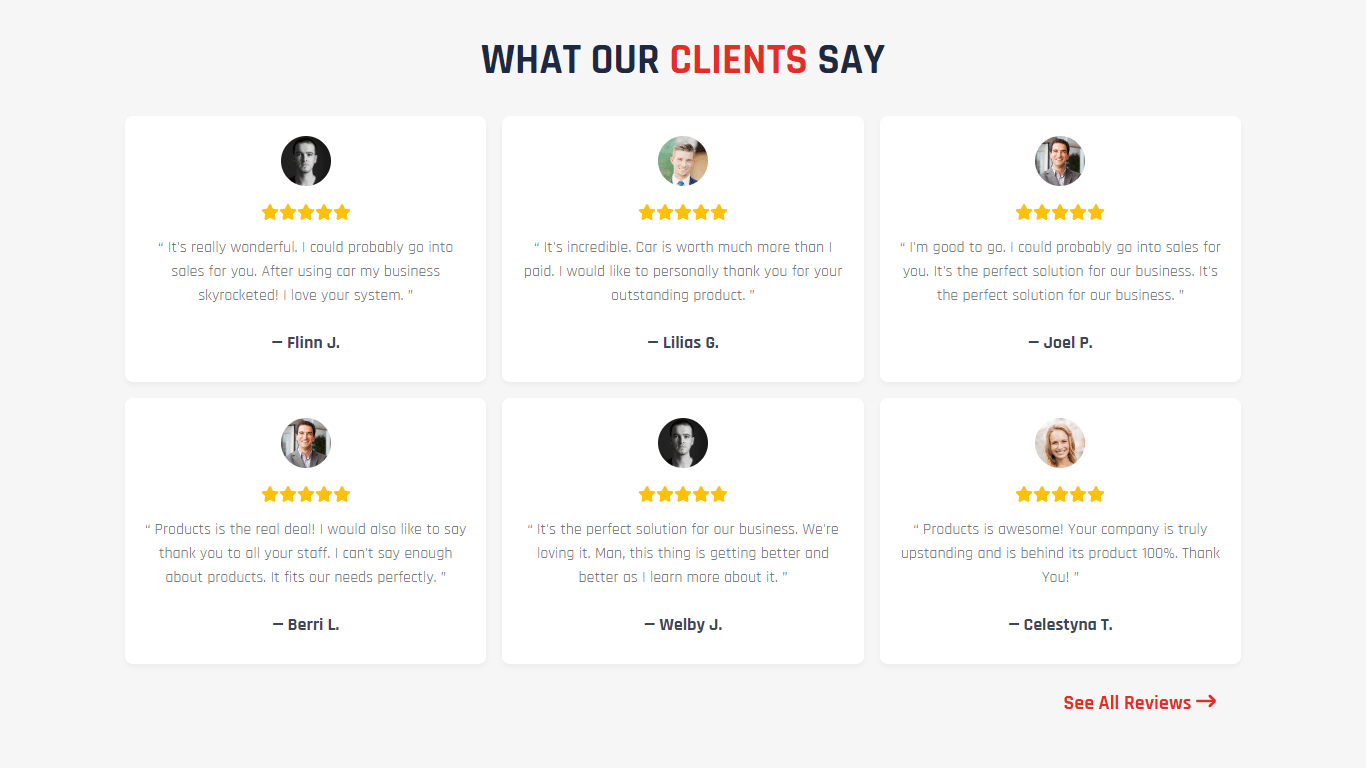 WHAT OUR CLIENTS SAY
“ It's really wonderful. I could probably go into
sales for you. After using car my business
skyrocketed! I love your system. ”
— Flinn J.
“ It's incredible. Car is worth much more than I
paid. I would like to personally thank you for your
outstanding product. ”
— Lilias G.
“ I'm good to go. I could probably go into sales for
you. It's the perfect solution for our business. It's
the perfect solution for our business. ”
— Joel P.
“ Products is the real deal! I would also like to say
thank you to all your staff. I can't say enough
about products. It fits our needs perfectly. ”
— Berri L.
“ It's the perfect solution for our business. We're
loving it. Man, this thing is getting better and
better as I learn more about it. ”
— Welby J.
“ Products is awesome! Your company is truly
upstanding and is behind its product 100%. Thank
You! ”
— Celestyna T.
See All Reviews →